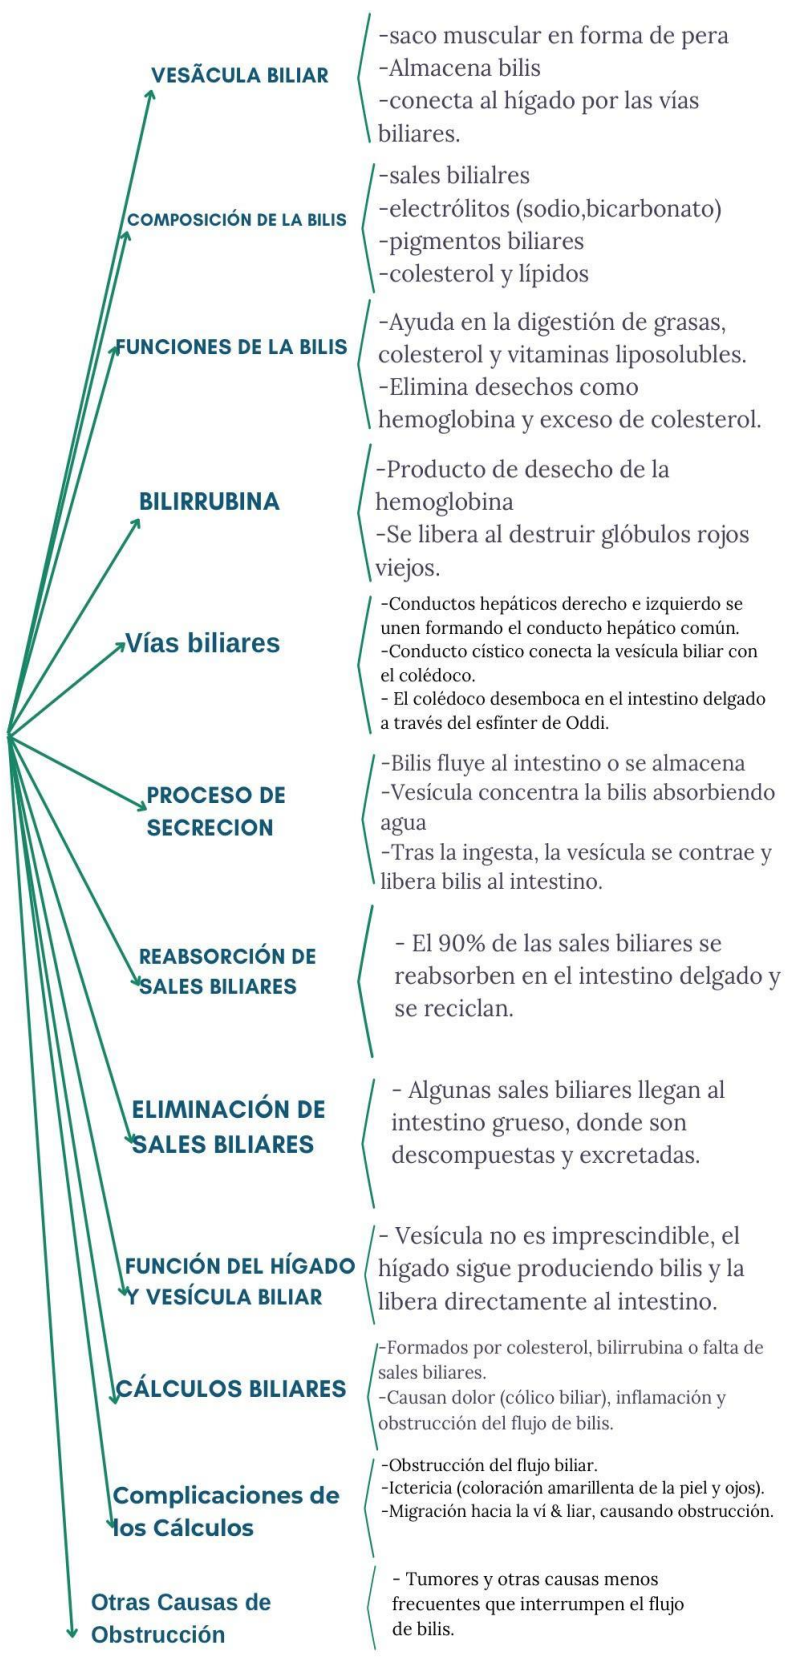 VESÃCULA BILIAR
-saco muscular en forma de pera
-Almacena bilis
-conecta al hígado por las vías
biliares.
COMPOSICIÓN DE LA BILIS
-sales bilialres
-electrólitos (sodio,bicarbonato)
-pigmentos biliares
-colesterol y lípidos
FUNCIONES DE LA BILIS
-Ayuda en la digestión de grasas,
colesterol y vitaminas liposolubles.
-Elimina desechos como
hemoglobina y exceso de colesterol.
BILIRRUBINA
-Producto de desecho de la
hemoglobina
-Se libera al destruir glóbulos rojos
viejos.
Vías biliares
-Conductos hepáticos derecho e izquierdo se
unen formando el conducto hepático común.
-Conducto cístico conecta la vesícula biliar con
el colédoco.
- El colédoco desemboca en el intestino delgado
a través del esfínter de Oddi.
PROCESO DE
SECRECION
-Bilis fluye al intestino o se almacena
-Vesícula concentra la bilis absorbiendo
agua
-Tras la ingesta, la vesícula se contrae y
libera bilis al intestino.
REABSORCIÓN DE
SALES BILIARES
- El 90% de las sales biliares se
reabsorben en el intestino delgado y
se reciclan.
ELIMINACIÓN DE
SALES BILIARES
- Algunas sales biliares llegan al
intestino grueso, donde son
descompuestas y excretadas.
FUNCIÓN DEL HÍGADO
Y VESÍCULA BILIAR
- Vesícula no es imprescindible, el
hígado sigue produciendo bilis y la
libera directamente al intestino.
CÁLCULOS BILIARES
-Formados por colesterol, bilirrubina o falta de
sales biliares.
-Causan dolor (cólico biliar), inflamación y
obstrucción del flujo de bilis.
Complicaciones de
los Cálculos
-Obstrucción del flujo biliar.
-Ictericia (coloración amarillenta de la piel y ojos).
-Migración hacia la ví & liar, causando obstrucción.
Otras Causas de
Obstrucción
- Tumores y otras causas menos
frecuentes que interrumpen el flujo
de bilis.